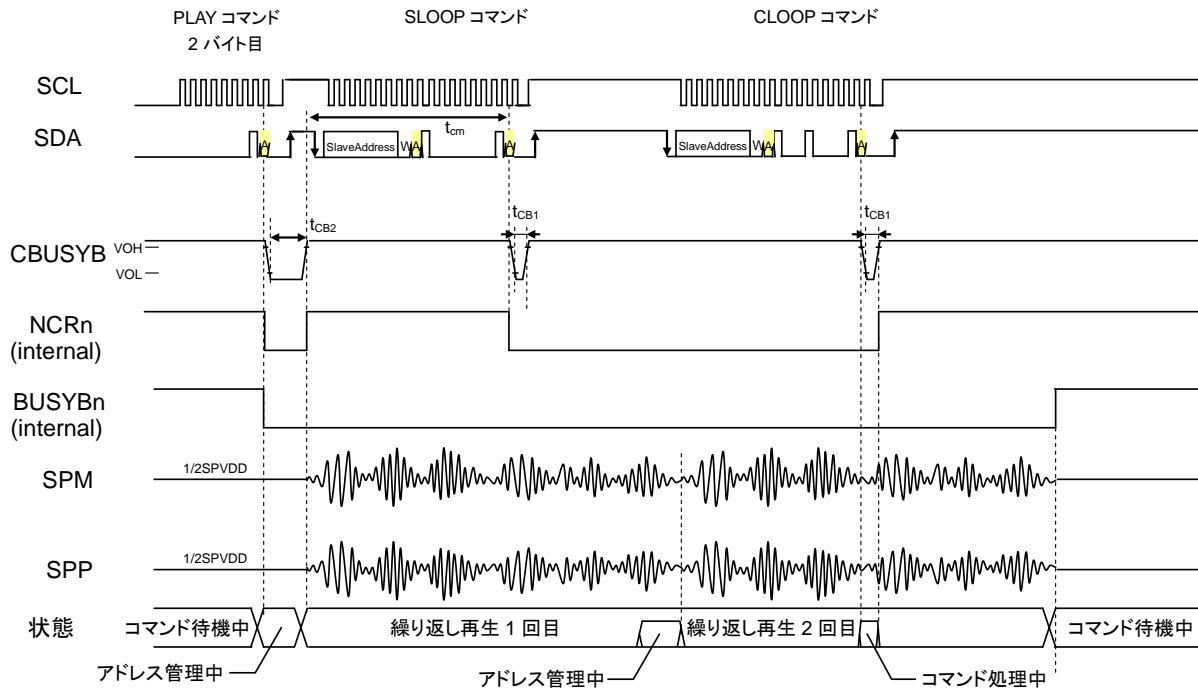 PLAY コマンド
2 バイト目
SLOOP コマンド
CLOOP コマンド
SCL
SDA
A
tcm
SlaveAddress
W
A
A
SlaveAddress
W
A
A
tCB2
tCB1
tCB1
CBUSYB
VOH
VOL
NCRn
(internal)
BUSYBn
(internal)
SPM
1/2SPVDD
SPP
1/2SPVDD
状態
コマンド待機中
繰り返し再生 1 回目
繰り返し再生 2 回目
コマンド待機中
アドレス管理中
アドレス管理中
コマンド処理中